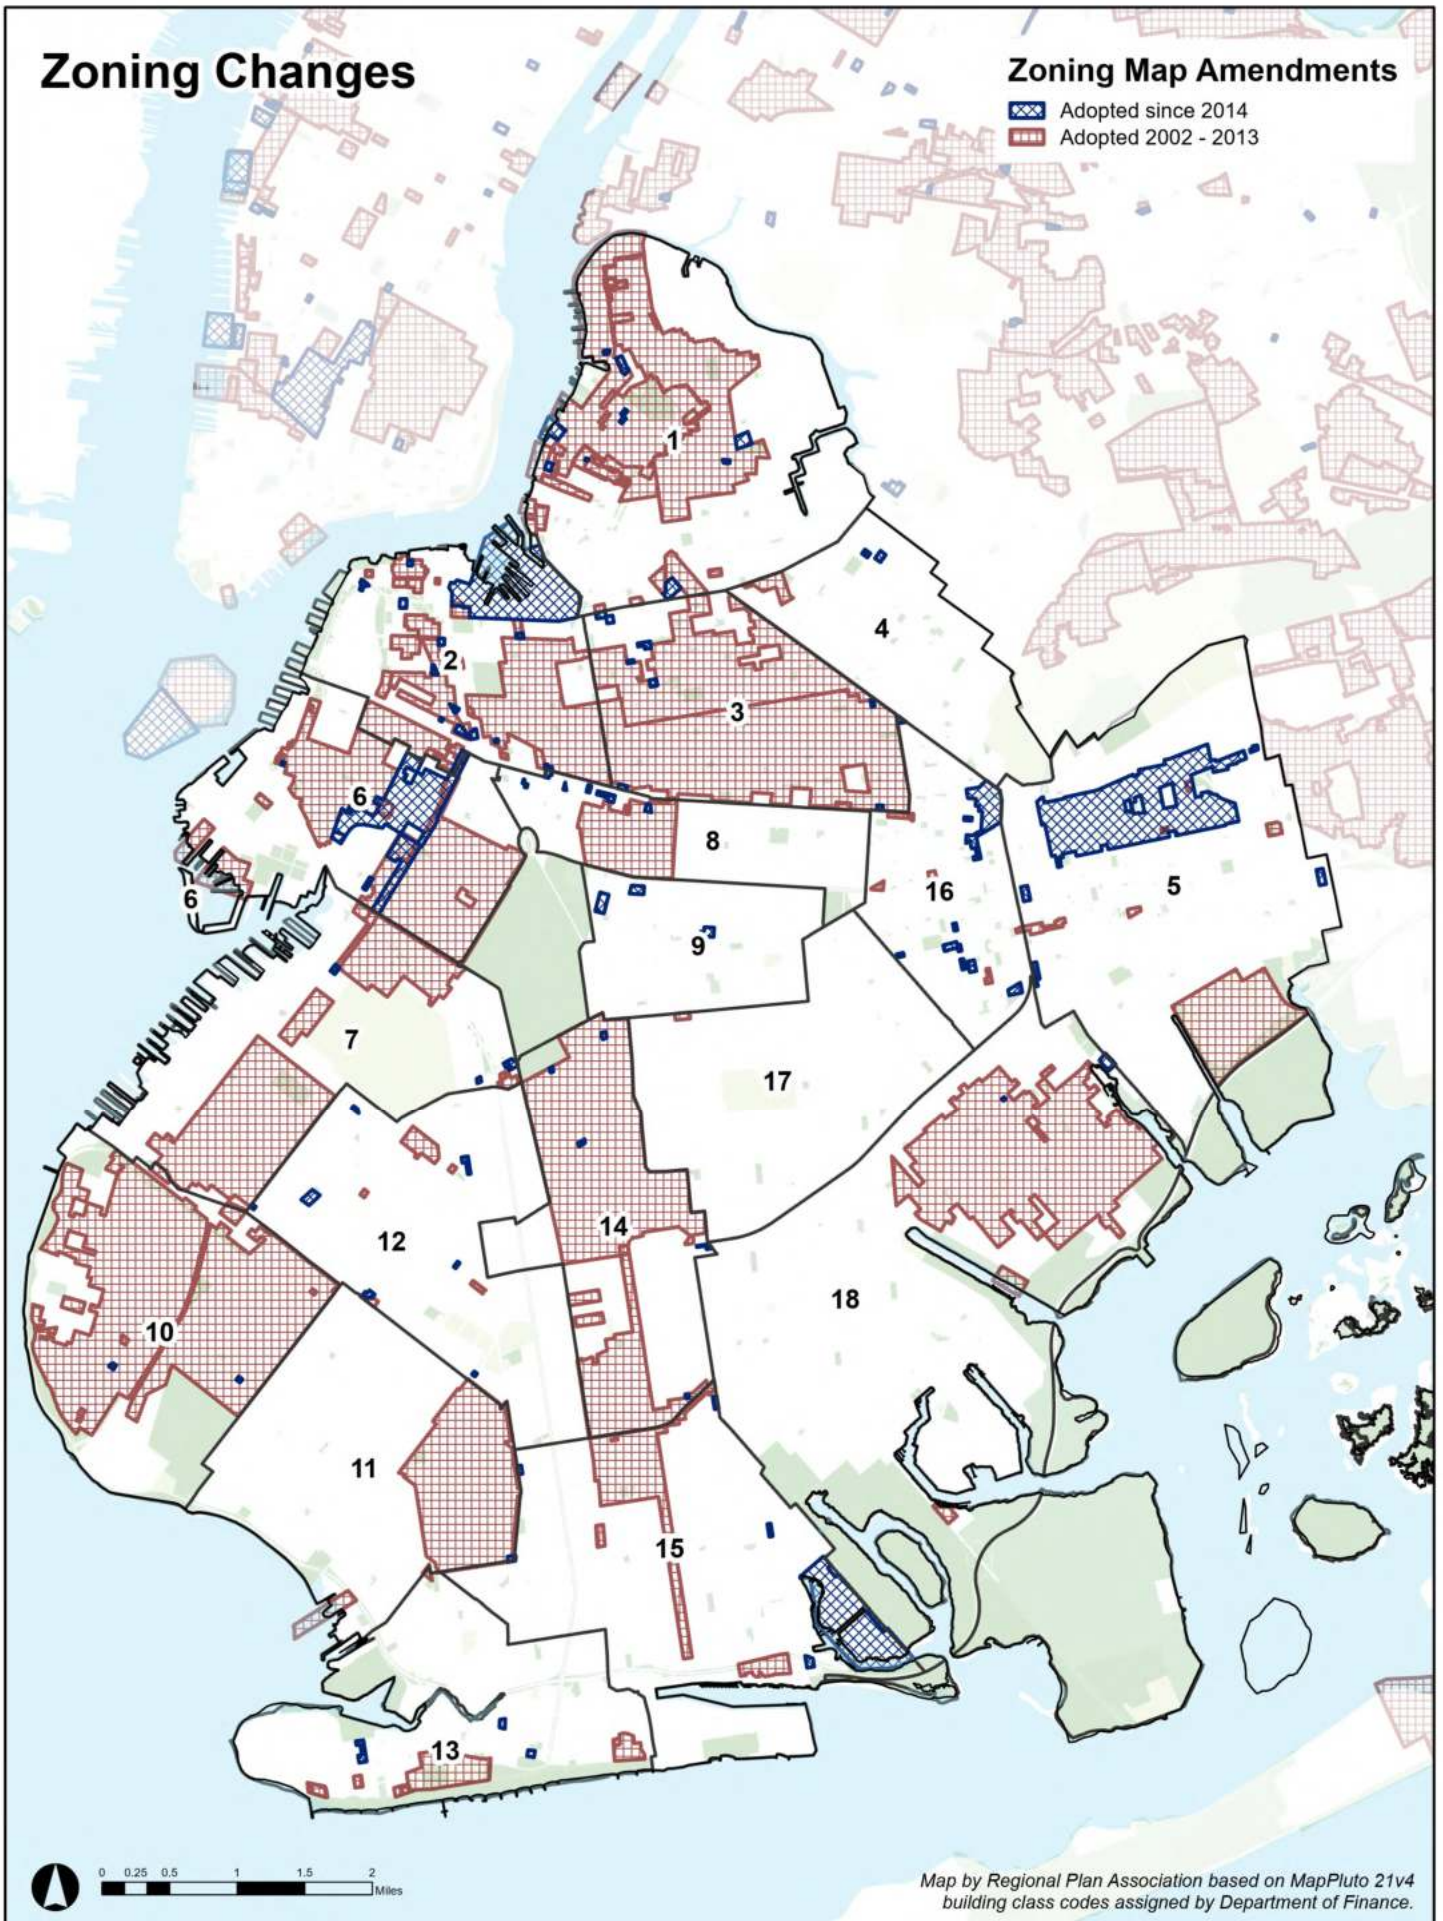 Zoning Changes
Zoning Map Amendments
Adopted since 2014
Adopted 2002 - 2013
1
4
2
3
6
8
5
16
6
9
7
17
14
12
18
10
11
15
13
0 0.25 0.5 1 1.5 2
Miles
Map by Regional Plan Association based on MapPluto 21v4
building class codes assigned by Department of Finance.